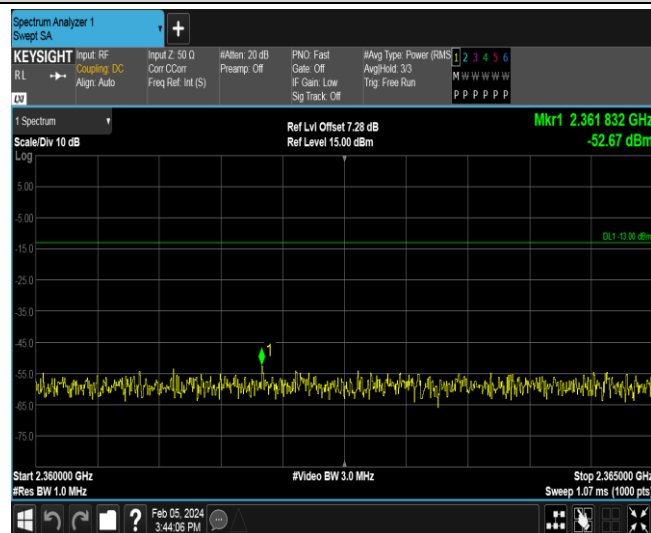 Spectrum Analyzer 1
Swept SA
+
KEYSIGHT
RL
LXI
Input: RF
Coupling: DC
Align: Auto
Input Z: 50 Ω
Corr CCorr
Freq Ref: Int (S)
#Atten: 20 dB
Preamp: Off
PNO: Fast
Gate: Off
IF Gain: Low
Sig Track: Off
#Avg Type: Power (RMS
Avg|Hold: 3/3
Trig: Free Run
1 2 3 4 5 6
M W W W W W
P P P P P P
1 Spectrum
Scale/Div 10 dB
Log
Ref Lvl Offset 7.28 dB
Ref Level 15.00 dBm
Mkr1 2.361 832 GHz
-52.67 dBm
5.00
-5.00
-15.0
-25.0
-35.0
-45.0
-55.0
-65.0
-75.0
DL1 -13.00 dBm
1
Start 2.360000 GHz
#Res BW 1.0 MHz
#Video BW 3.0 MHz
Stop 2.365000 GHz
Sweep 1.07 ms (1000 pts)
?
Feb 05, 2024
3:44:06 PM